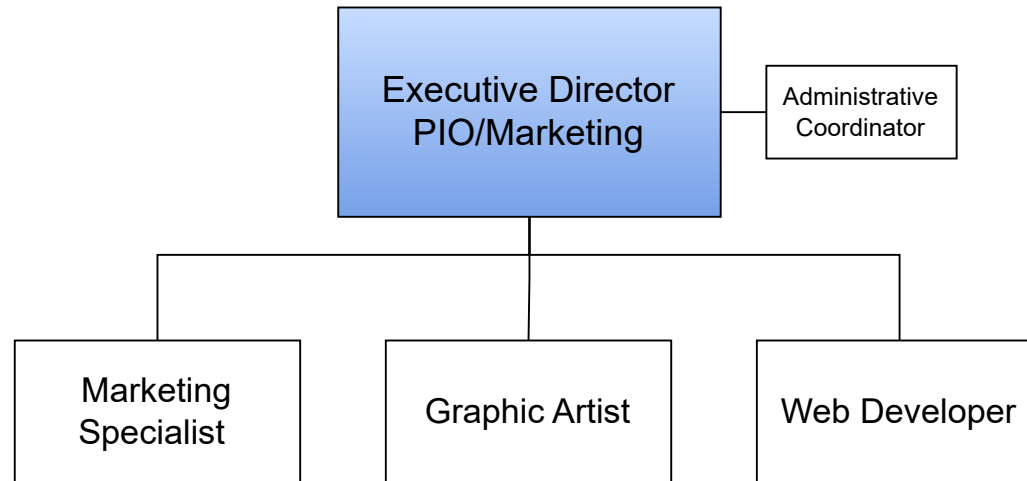 Executive Director
PIO/Marketing
Administrative
Coordinator
Marketing
Specialist
Graphic Artist
Web Developer